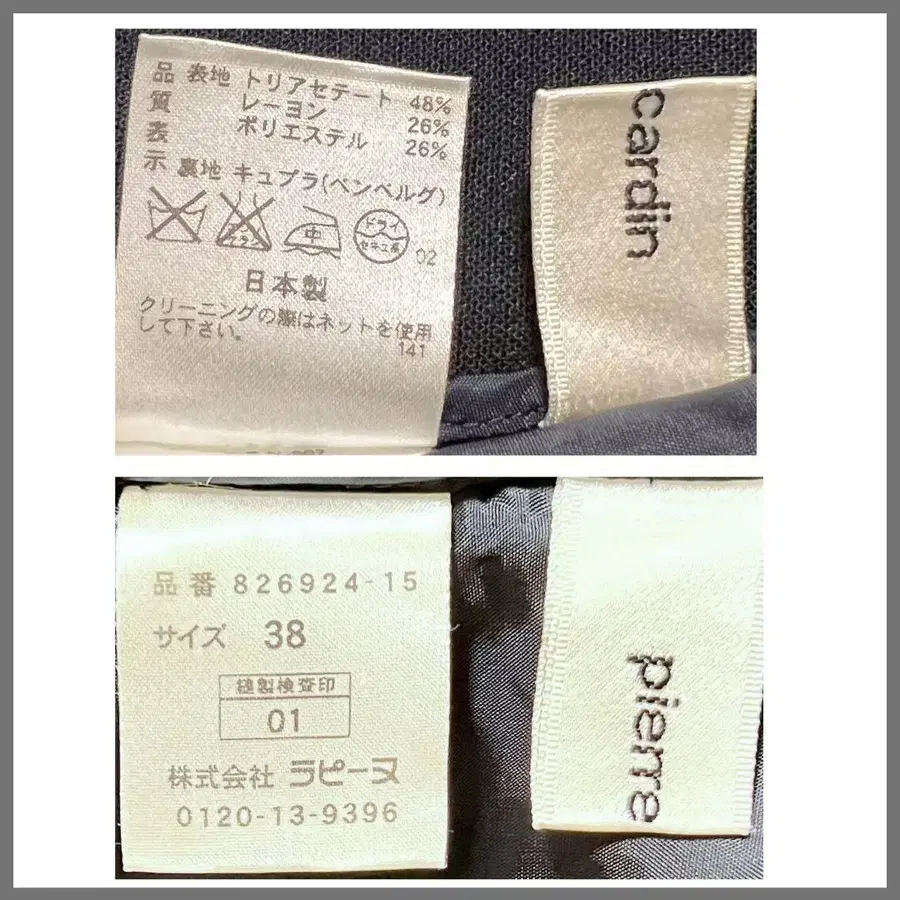 品質表示
表地 トリアセテート 48%
レーヨン 26%
ポリエステル 26%
裏地 キュプラ(ベンベルグ)
中
ドライ
セキユ系
02
日本製
クリーニングの際はネットを使用
して下さい。
141
cardin
品番 826924-15
サイズ 38
縫製検査印
01
株式会社 ラピーヌ
0120-13-9396
pierre